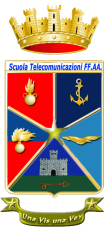 Scuola Telecomunicazioni FF.AA.
Una Vis una Vox